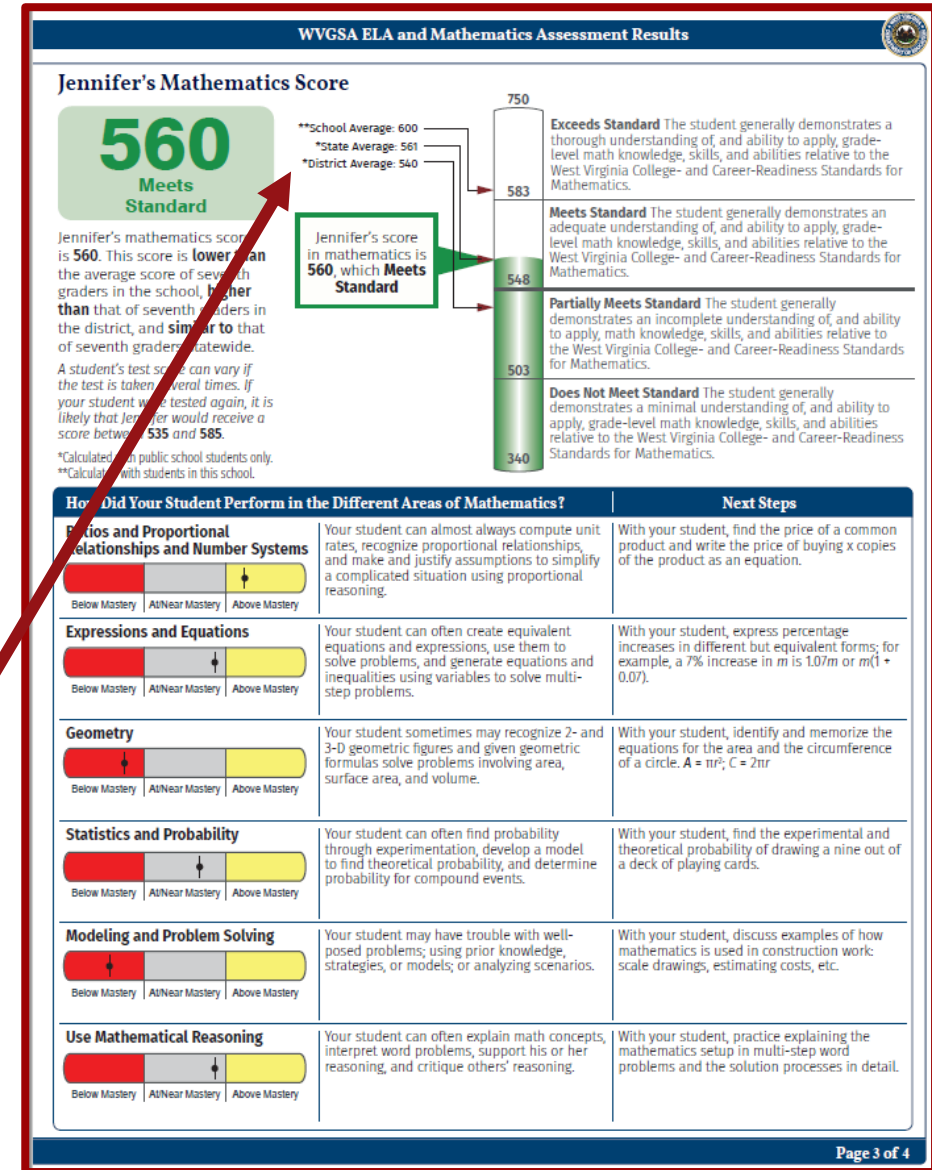 WVGSA ELA and Mathematics Assessment Results
Jennifer's Mathematics Score
560
Meets
Standard
Jennifer's mathematics score
is 560. This score is lower than
the average score of seventh
graders in the school, higher
than that of seventh graders in
the district, and similar to that
of seventh graders statewide.
A student's test score can vary if
the test is taken several times. If
your student were tested again, it is
likely that Jennifer would receive a
score between 535 and 585.
*Calculated with public school students only.
**Calculated with students in this school.
**School Average: 600
*State Average: 561
*District Average: 540
Jennifer's score
in mathematics is
560, which Meets
Standard
750
583
548
503
340
Exceeds Standard The student generally demonstrates a
thorough understanding of, and ability to apply, grade-
level math knowledge, skills, and abilities relative to the
West Virginia College- and Career-Readiness Standards for
Mathematics.
Meets Standard The student generally demonstrates an
adequate understanding of, and ability to apply, grade-
level math knowledge, skills, and abilities relative to the
West Virginia College- and Career-Readiness Standards for
Mathematics.
Partially Meets Standard The student generally
demonstrates an incomplete understanding of, and ability
to apply, math knowledge, skills, and abilities relative to
the West Virginia College- and Career-Readiness Standards
for Mathematics.
Does Not Meet Standard The student generally
demonstrates a minimal understanding of, and ability to
apply, grade-level math knowledge, skills, and abilities
relative to the West Virginia College- and Career-Readiness
Standards for Mathematics.
How Did Your Student Perform in the Different Areas of Mathematics?
Next Steps
Ratios and Proportional
Relationships and Number Systems
Below Mastery At/Near Mastery Above Mastery
Your student can almost always compute unit
rates, recognize proportional relationships,
and make and justify assumptions to simplify
a complicated situation using proportional
reasoning.
With your student, find the price of a common
product and write the price of buying x copies
of the product as an equation.
Expressions and Equations
Below Mastery At/Near Mastery Above Mastery
Your student can often create equivalent
equations and expressions, use them to
solve problems, and generate equations and
inequalities using variables to solve multi-
step problems.
With your student, express percentage
increases in different but equivalent forms; for
example, a 7% increase in m is 1.07m or m(1 +
0.07).
Geometry
Below Mastery At/Near Mastery Above Mastery
Your student sometimes may recognize 2- and
3-D geometric figures and given geometric
formulas solve problems involving area,
surface area, and volume.
With your student, identify and memorize the
equations for the area and the circumference
of a circle. A = πr²; C = 2πr
Statistics and Probability
Below Mastery At/Near Mastery Above Mastery
Your student can often find probability
through experimentation, develop a model
to find theoretical probability, and determine
probability for compound events.
With your student, find the experimental and
theoretical probability of drawing a nine out of
a deck of playing cards.
Modeling and Problem Solving
Below Mastery At/Near Mastery Above Mastery
Your student may have trouble with well-
posed problems; using prior knowledge,
strategies, or models; or analyzing scenarios.
With your student, discuss examples of how
mathematics is used in construction work:
scale drawings, estimating costs, etc.
Use Mathematical Reasoning
Below Mastery At/Near Mastery Above Mastery
Your student can often explain math concepts,
interpret word problems, support his or her
reasoning, and critique others' reasoning.
With your student, practice explaining the
mathematics setup in multi-step word
problems and the solution processes in detail.
Page 3 of 4